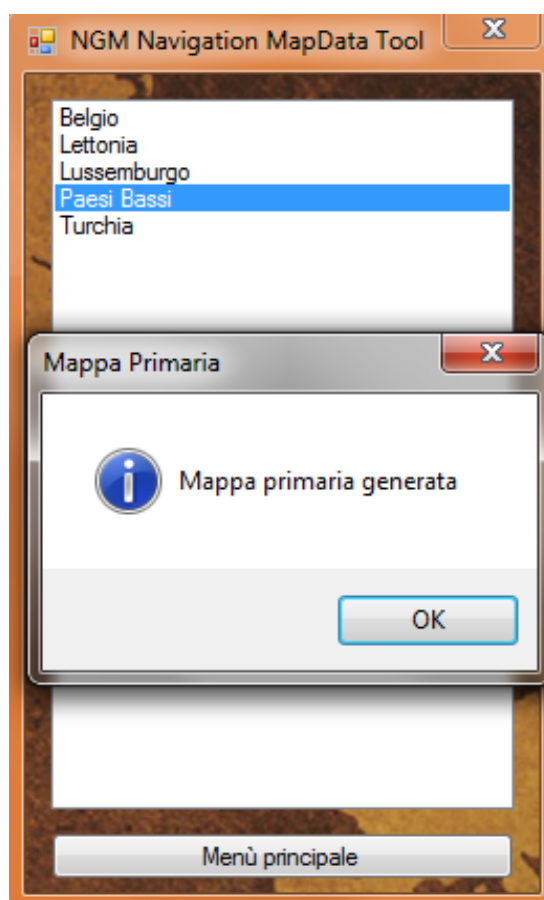 NGM Navigation MapData Tool
Belgio
Lettonia
Lussemburgo
Paesi Bassi
Turchia
Mappa Primaria
Mappa primaria generata
OK
Menù principale